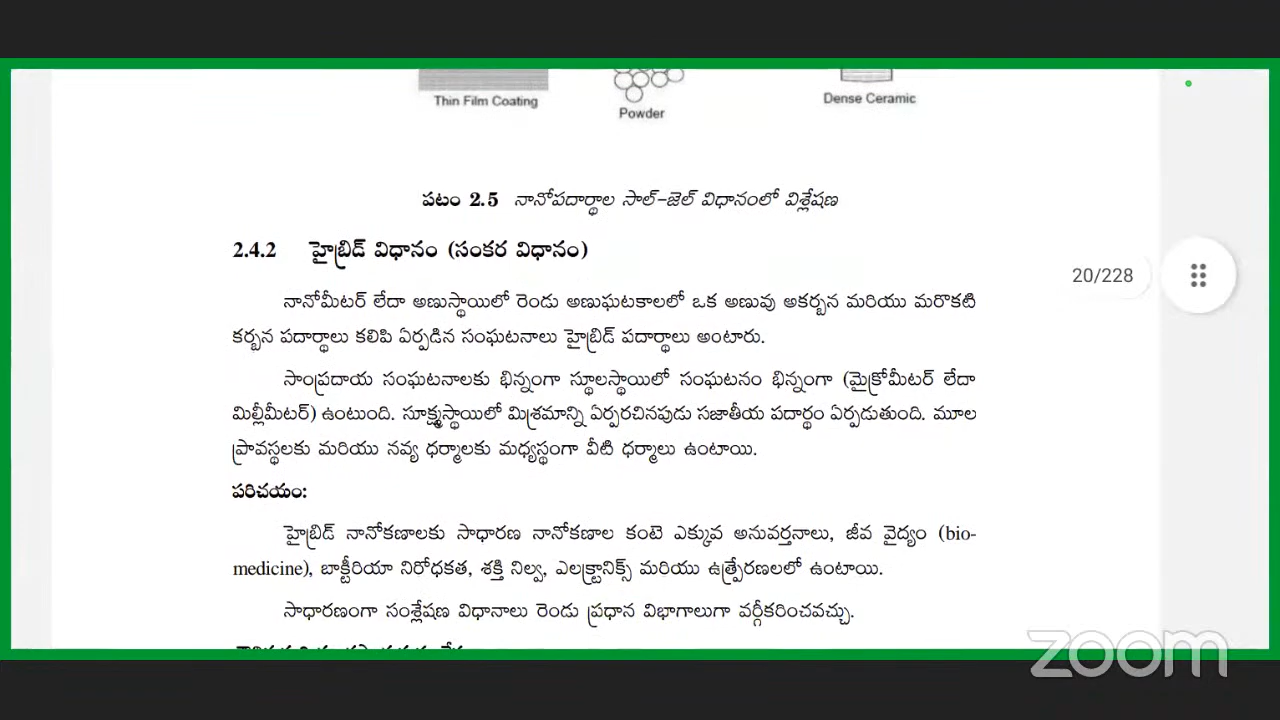 Thin Film Coating
Powder
Dense Ceramic
పటం 2.5 నానోపదార్థాల సాల్-జెల్ విధానంలో విశ్లేషణ
2.4.2 హైబ్రిడ్ విధానం (సంకర విధానం)
20/228
నానోమీటర్ లేదా అణుస్థాయిలో రెండు అణుఘటకాలలో ఒక అణువు అకర్బన మరియు మరొకటి
కర్బన పదార్థాలు కలిపి ఏర్పడిన సంఘటనాలు హైబ్రిడ్ పదార్థాలు అంటారు.
సాంప్రదాయ సంఘటనాలకు భిన్నంగా స్థూలస్థాయిలో సంఘటనం భిన్నంగా (మైక్రోమీటర్ లేదా
మిల్లీమీటర్) ఉంటుంది. సూక్ష్మస్థాయిలో మిశ్రమాన్ని ఏర్పరచినపుడు సజాతీయ పదార్థం ఏర్పడుతుంది. మూల
ప్రావస్థలకు మరియు నవ్య ధర్మాలకు మధ్యస్థంగా వీటి ధర్మాలు ఉంటాయి.
పరిచయం:
హైబ్రిడ్ నానోకణాలకు సాధారణ నానోకణాల కంటె ఎక్కువ అనువర్తనాలు, జీవ వైద్యం (bio-
medicine), బాక్టీరియా నిరోధకత, శక్తి నిల్వ, ఎలక్ట్రానిక్స్ మరియు ఉత్ప్రేరణలలో ఉంటాయి.
సాధారణంగా సంశ్లేషణ విధానాలు రెండు ప్రధాన విభాగాలుగా వర్గీకరించవచ్చు.
zoom